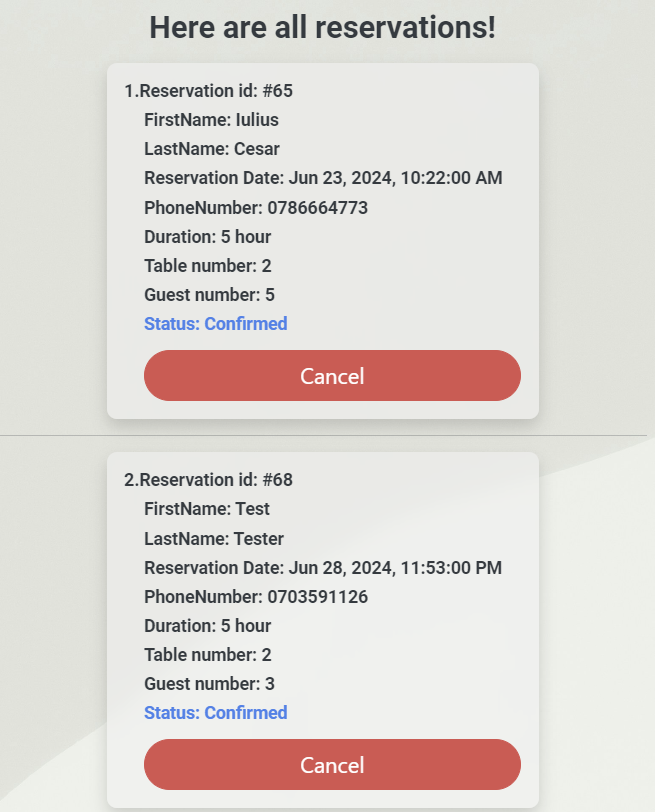 Here are all reservations!
1.Reservation id: #65
FirstName: Iulius
LastName: Cesar
Reservation Date: Jun 23, 2024, 10:22:00 AM
PhoneNumber: 0786664773
Duration: 5 hour
Table number: 2
Guest number: 5
Status: Confirmed
Cancel
2.Reservation id: #68
FirstName: Test
LastName: Tester
Reservation Date: Jun 28, 2024, 11:53:00 PM
PhoneNumber: 0703591126
Duration: 5 hour
Table number: 2
Guest number: 3
Status: Confirmed
Cancel